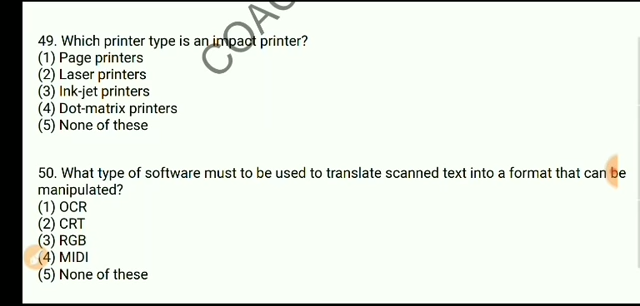 COA
49. Which printer type is an impact printer?
(1) Page printers
(2) Laser printers
(3) Ink-jet printers
(4) Dot-matrix printers
(5) None of these
50. What type of software must to be used to translate scanned text into a format that can be
manipulated?
(1) OCR
(2) CRT
(3) RGB
(4) MIDI
(5) None of these